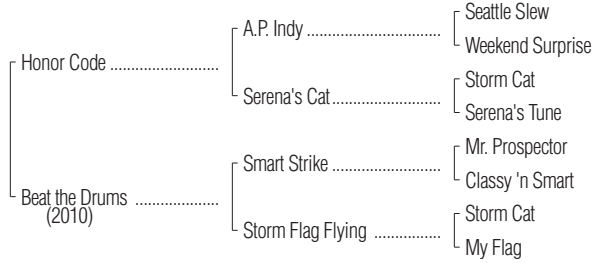 Seattle Slew
A.P. Indy ............................
Weekend Surprise
Honor Code ............................
Storm Cat
Serena's Cat............................
Serena's Tune
Mr. Prospector
Smart Strike ............................
Classy 'n Smart
Beat the Drums .....................
(2010)
Storm Cat
Storm Flag Flying .................
My Flag